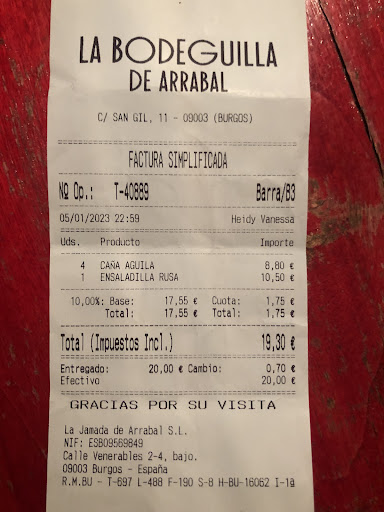 LA BODEGUILLA
DE ARRABAL
C/ SAN GIL, 11 - 09003 (BURGOS)
FACTURA SIMPLIFICADA
Nº Op.: T-40889 Barra/B3
05/01/2023 22:59 Heidy Vanessa
Uds. Producto Importe
4 CAÑA AGUILA 8,80 €
1 ENSALADILLA RUSA 10,50 €
10,00%: Base: 17,55 € Cuota: 1,75 €
Total: 17,55 € Total: 1,75 €
Total (Impuestos Incl.) 19,30 €
Entregado: 20,00 € Cambio: 0,70 €
Efectivo 20,00 €
GRACIAS POR SU VISITA
La Jamada de Arrabal S.L.
NIF: ESB09569849
Calle Venerables 2-4, bajo.
09003 Burgos - España
R.M.BU - T-697 L-488 F-190 S-8 H-BU-16062 I-1ª